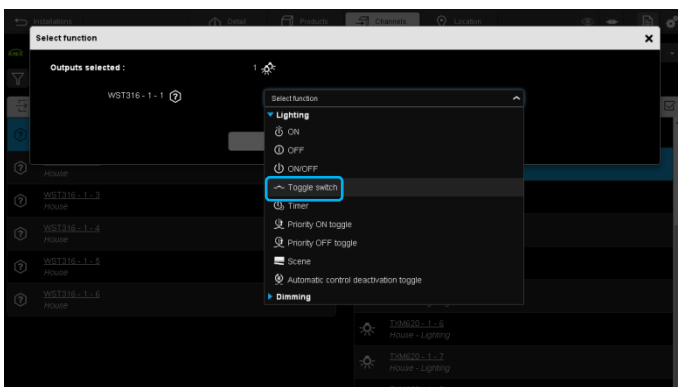 Installations Detail Products Channels Location
Select function
Outputs selected : 1
WST316 - 1 - 1
Select function
Lighting
ON
OFF
ON/OFF
Toggle switch
Timer
Priority ON toggle
Priority OFF toggle
Scene
Automatic control deactivation toggle
Dimming
House
WST316 - 1 - 3
House
WST316 - 1 - 4
House
WST316 - 1 - 5
House
WST316 - 1 - 6
House
TXM620 - 1 - 6
House - Lighting
TXM620 - 1 - 7
House - Lighting